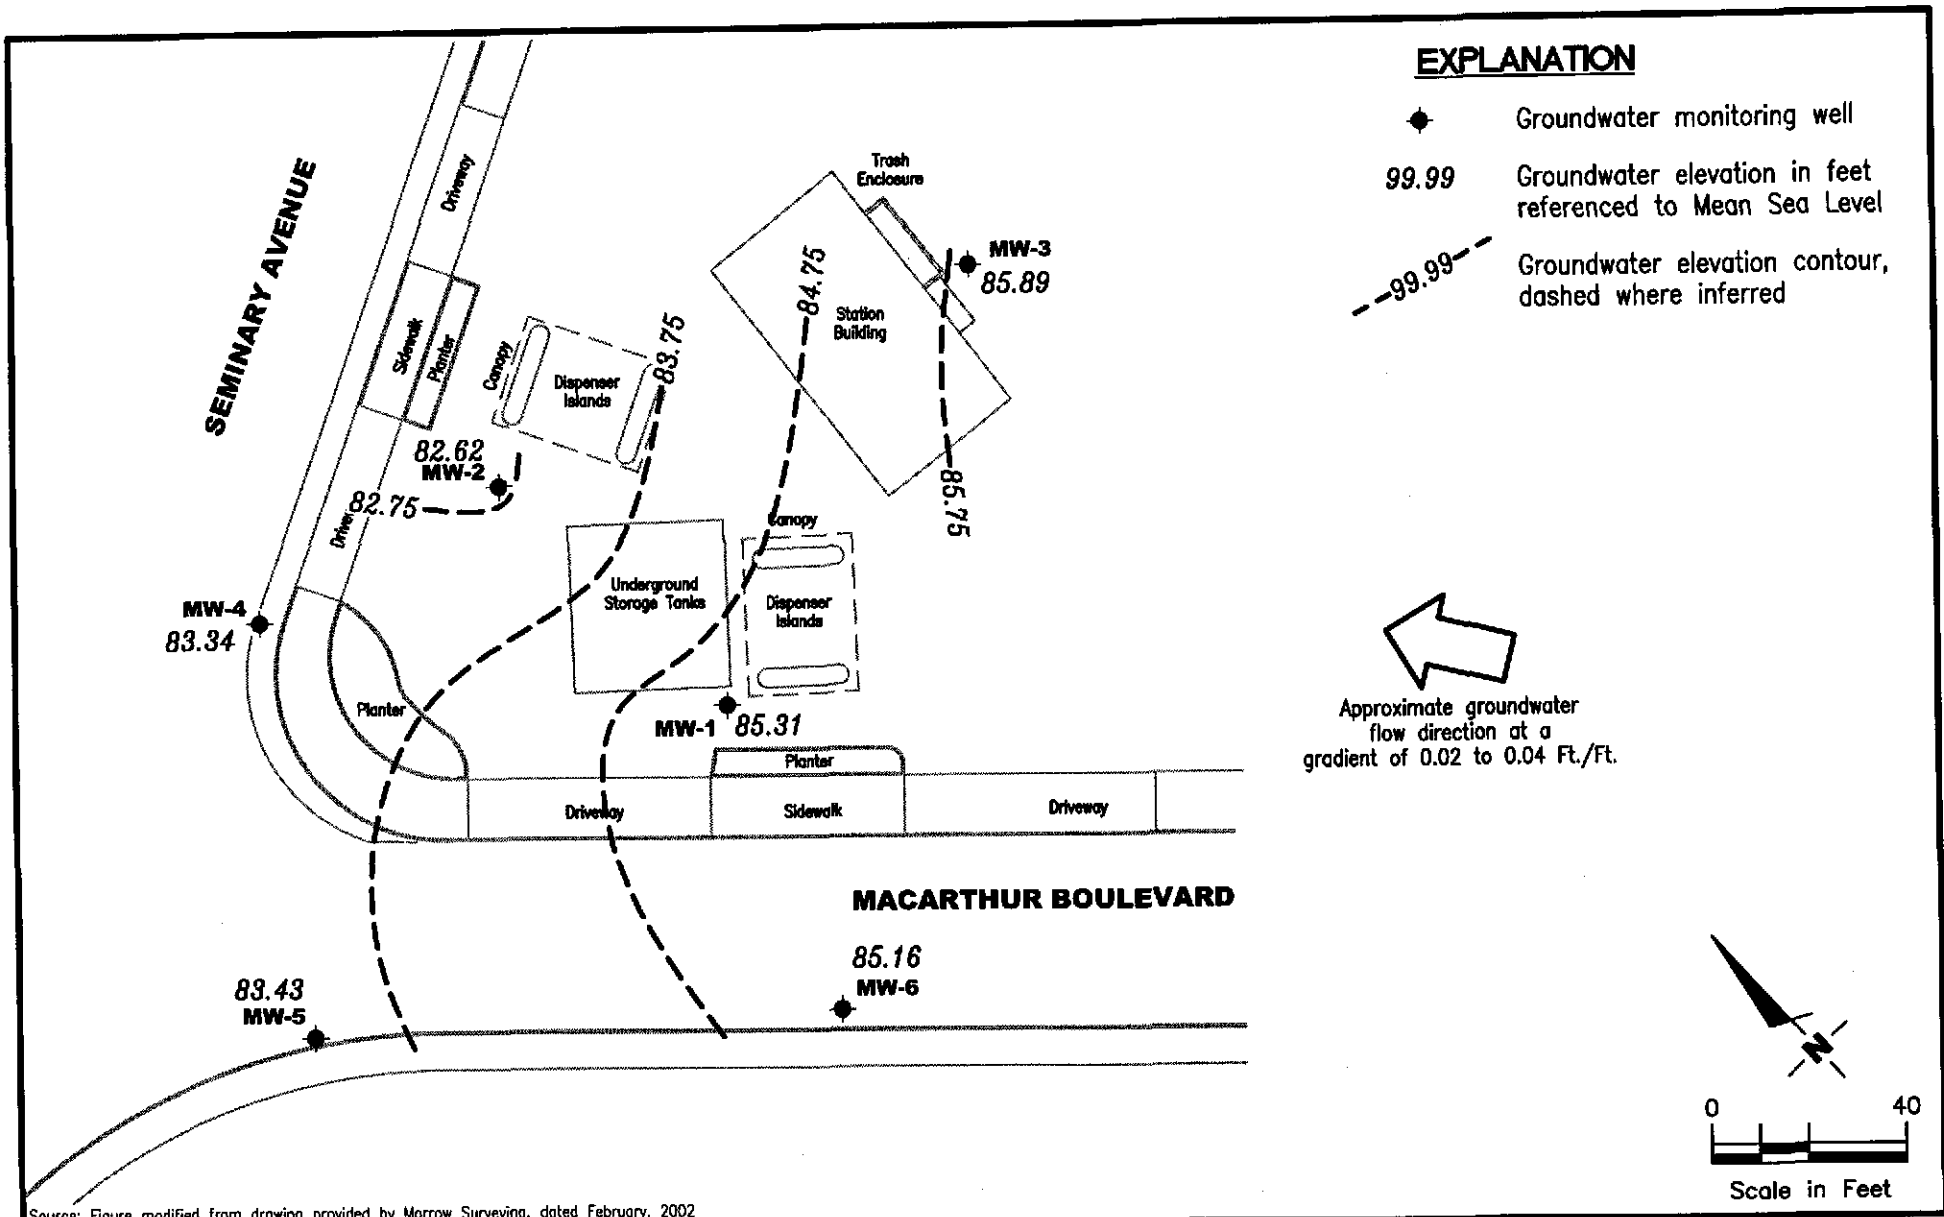 EXPLANATION
Groundwater monitoring well
99.99
Groundwater elevation in feet
referenced to Mean Sea Level
99.99
Groundwater elevation contour,
dashed where inferred
SEMINARY AVENUE
Driveway
Trash
Enclosure
MW-3
85.89
84.75
Station
Building
83.75
Sidewalk
Planter
Canopy
Dispenser
Islands
82.62
MW-2
82.75
Drive
85.75
Canopy
Underground
Storage Tanks
Dispenser
Islands
MW-4
83.34
Planter
MW-1
85.31
Planter
Driveway
Sidewalk
Driveway
Approximate groundwater
flow direction at a
gradient of 0.02 to 0.04 Ft./Ft.
MACARTHUR BOULEVARD
85.16
MW-6
83.43
MW-5
N
0 40
Scale in Feet
Source: Figure modified from drawing provided by Morrow Surveying, dated February, 2002